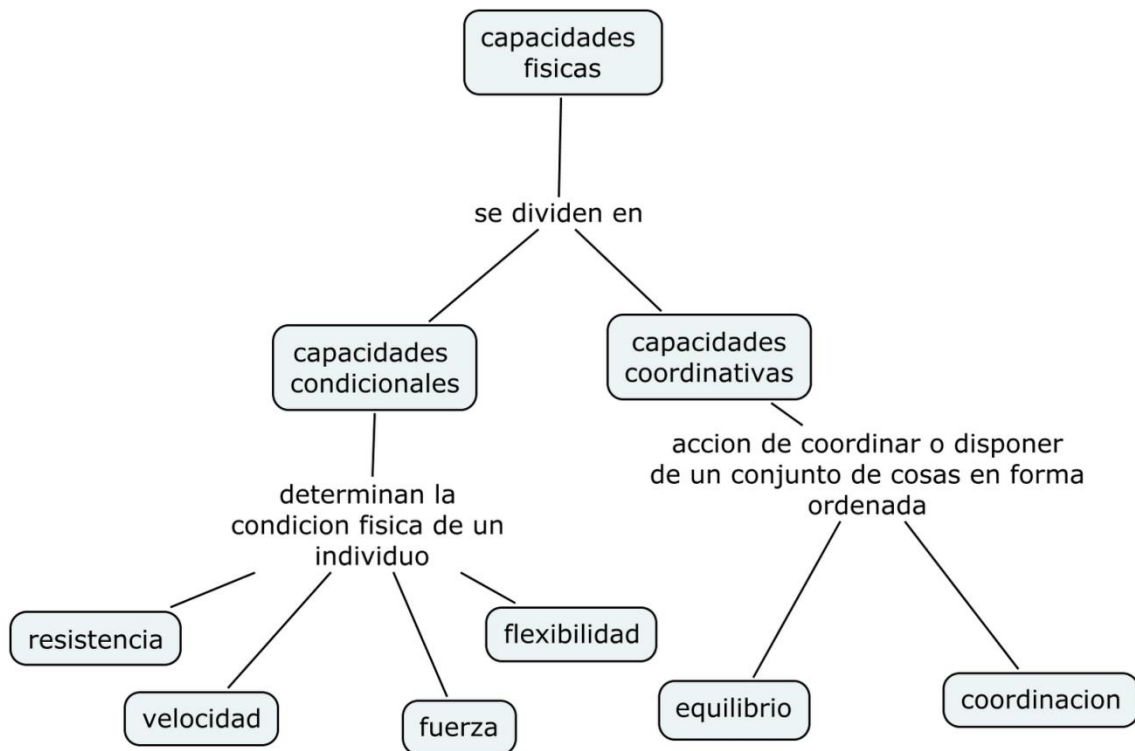 capacidades
fisicas
se dividen en
capacidades
condicionales
capacidades
coordinativas
determinan la
condicion fisica de un
individuo
accion de coordinar o disponer
de un conjunto de cosas en forma
ordenada
resistencia
velocidad
fuerza
flexibilidad
equilibrio
coordinacion